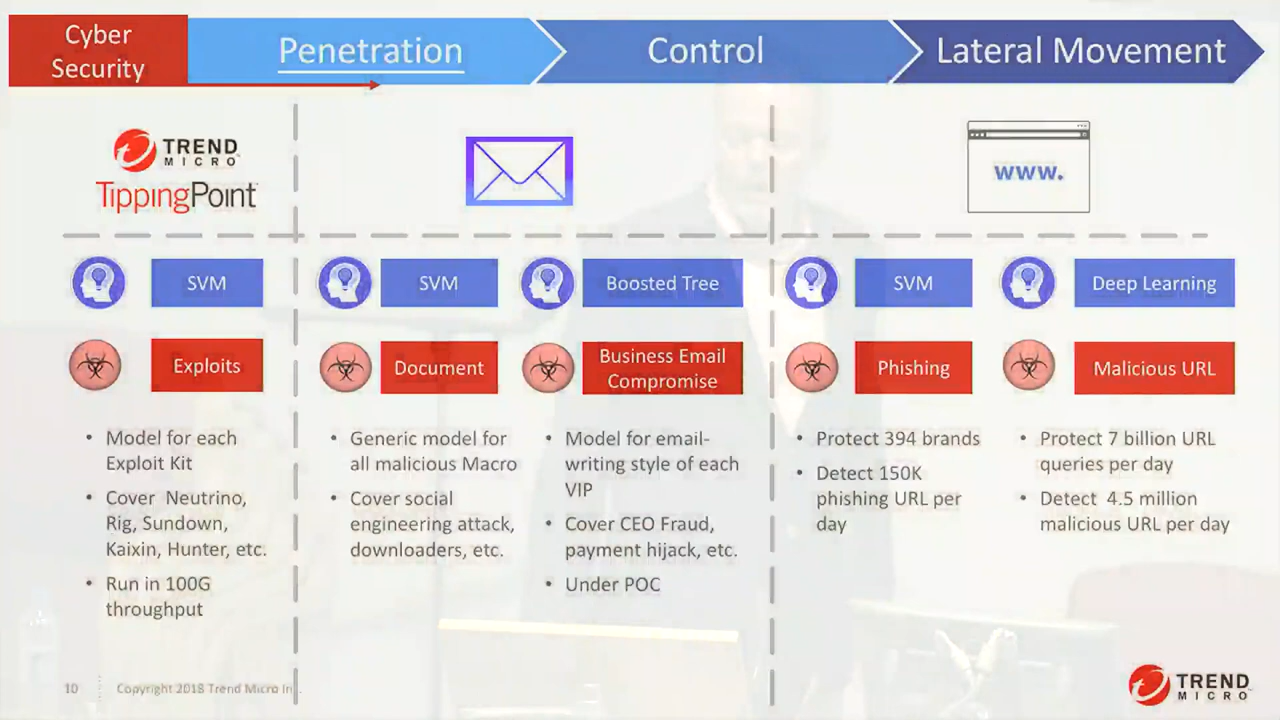 Cyber
Security
Penetration
Control
Lateral Movement
TREND
MICRO
TippingPoint
www.
SVM
SVM
Boosted Tree
SVM
Deep Learning
Exploits
Document
Business Email
Compromise
Phishing
Malicious URL
• Model for each
Exploit Kit
• Cover Neutrino,
Rig, Sundown,
Kaixin, Hunter, etc.
• Run in 100G
throughput
• Generic model for
all malicious Macro
• Cover social
engineering attack,
downloaders, etc.
• Model for email-
writing style of each
VIP
• Cover CEO Fraud,
payment hijack, etc.
• Under POC
• Protect 394 brands
• Detect 150K
phishing URL per
day
• Protect 7 billion URL
queries per day
• Detect 4.5 million
malicious URL per day
10
Copyright 2018 Trend Micro
TREND
MICRO